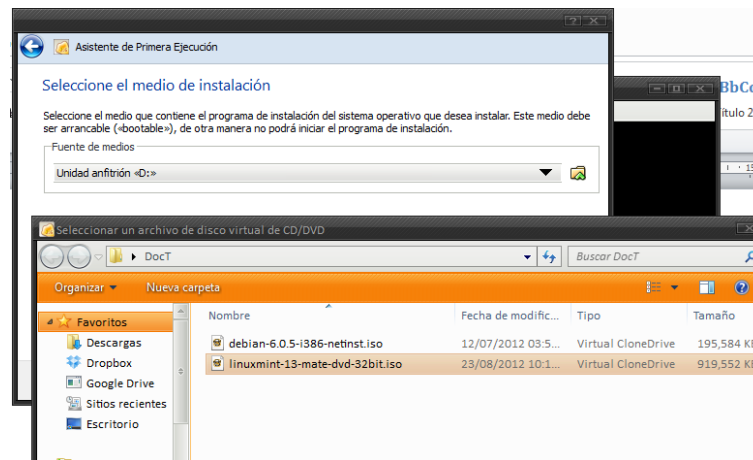 Asistente de Primera Ejecución
Seleccione el medio de instalación
Seleccione el medio que contiene el programa de instalación del sistema operativo que desea instalar. Este medio debe
ser arrancable («bootable»), de otra manera no podrá iniciar el programa de instalación.
Fuente de medios
Unidad anfitrión «D:»
BbCc
ítulo 2
Seleccionar un archivo de disco virtual de CD/DVD
DocT
Buscar DocT
Organizar
Nueva carpeta
Favoritos
Descargas
Dropbox
Google Drive
Sitios recientes
Escritorio
Nombre Fecha de modific... Tipo Tamaño
debian-6.0.5-i386-netinst.iso 12/07/2012 03:5... Virtual CloneDrive 195,584 KB
linuxmint-13-mate-dvd-32bit.iso 23/08/2012 10:1... Virtual CloneDrive 919,552 KB